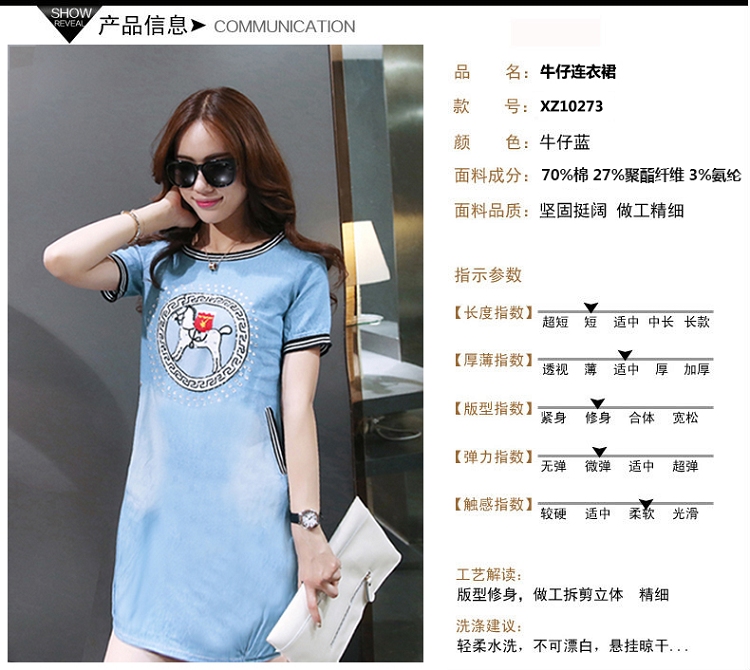 SHOW
REVEAL
产品信息 COMMUNICATION
品 名：牛仔连衣裙
款 号：XZ10273
颜 色：牛仔蓝
面料成分：70%棉 27%聚酯纤维 3%氨纶
面料品质：坚固挺阔 做工精细
指示参数
【长度指数】
超短 短 适中 中长 长款
【厚薄指数】
透视 薄 适中 厚 加厚
【版型指数】
紧身 修身 合体 宽松
【弹力指数】
无弹 微弹 适中 超弹
【触感指数】
较硬 适中 柔软 光滑
工艺解读：
版型修身，做工拆剪立体 精细
洗涤建议：
轻柔水洗，不可漂白，悬挂晾干...